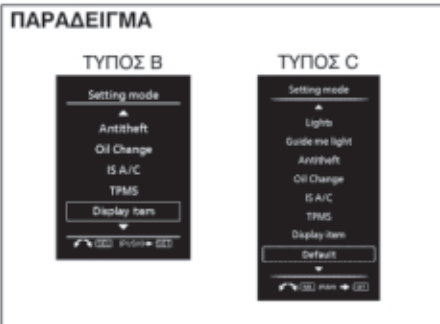 ΠΑΡΑΔΕΙΓΜΑ
ΤΥΠΟΣ B
Setting mode
Antitheft
Oil Change
IS A/C
TPMS
Display item
ΤΥΠΟΣ C
Setting mode
Lights
Guide me light
Antitheft
Oil Change
IS A/C
TPMS
Display item
Default